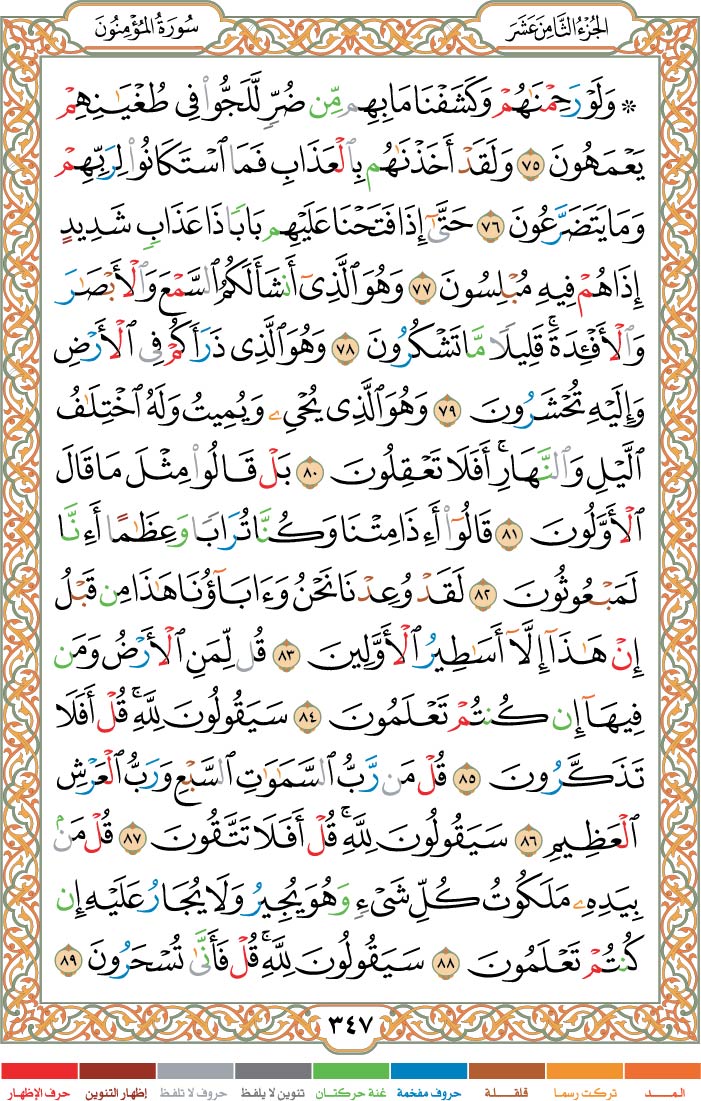 الجُزْءُ الثَّامِنَ عَشَرَ
سُورَةُ المُؤْمِنُونَ
۞ وَلَوْ رَحِمْنَٰهُمْ وَكَشَفْنَا مَا بِهِم مِّن ضُرٍّ لَّلَجُّوا۟ فِى طُغْيَٰنِهِمْ
يَعْمَهُونَ ٧٥ وَلَقَدْ أَخَذْنَٰهُم بِٱلْعَذَابِ فَمَا ٱسْتَكَانُوا۟ لِرَبِّهِمْ
وَمَا يَتَضَرَّعُونَ ٧٦ حَتَّىٰٓ إِذَا فَتَحْنَا عَلَيْهِم بَابًا ذَا عَذَابٍ شَدِيدٍ
إِذَا هُمْ فِيهِ مُبْلِسُونَ ٧٧ وَهُوَ ٱلَّذِىٓ أَنشَأَ لَكُمُ ٱلسَّمْعَ وَٱلْأَبْصَٰرَ
وَٱلْأَفْـِٔدَةَ ۚ قَلِيلًا مَّا تَشْكُرُونَ ٧٨ وَهُوَ ٱلَّذِى ذَرَأَكُمْ فِى ٱلْأَرْضِ
وَإِلَيْهِ تُحْشَرُونَ ٧٩ وَهُوَ ٱلَّذِى يُحْىِۦ وَيُمِيتُ وَلَهُ ٱخْتِلَٰفُ
ٱلَّيْلِ وَٱلنَّهَارِ ۚ أَفَلَا تَعْقِلُونَ ٨٠ بَلْ قَالُوا۟ مِثْلَ مَا قَالَ
ٱلْأَوَّلُونَ ٨١ قَالُوٓا۟ أَءِذَا مِتْنَا وَكُنَّا تُرَابًا وَعِظَٰمًا أَءِنَّا
لَمَبْعُوثُونَ ٨٢ لَقَدْ وُعِدْنَا نَحْنُ وَءَابَآؤُنَا هَٰذَا مِن قَبْلُ
إِنْ هَٰذَآ إِلَّآ أَسَٰطِيرُ ٱلْأَوَّلِينَ ٨٣ قُل لِّمَنِ ٱلْأَرْضُ وَمَن
فِيهَآ إِن كُنتُمْ تَعْلَمُونَ ٨٤ سَيَقُولُونَ لِلَّهِ ۚ قُلْ أَفَلَا
تَذَكَّرُونَ ٨٥ قُلْ مَن رَّبُّ ٱلسَّمَٰوَٰتِ ٱلسَّبْعِ وَرَبُّ ٱلْعَرْشِ
ٱلْعَظِيمِ ٨٦ سَيَقُولُونَ لِلَّهِ ۚ قُلْ أَفَلَا تَتَّقُونَ ٨٧ قُلْ مَنۢ
بِيَدِهِۦ مَلَكُوتُ كُلِّ شَىْءٍ وَهُوَ يُجِيرُ وَلَا يُجَارُ عَلَيْهِ إِن
كُنتُمْ تَعْلَمُونَ ٨٨ سَيَقُولُونَ لِلَّهِ ۚ قُلْ فَأَنَّىٰ تُسْحَرُونَ ٨٩
٣٤٧
المـــد تركت رسما قلقـــلة حروف مفخمة غنة حركتان تنوين لا يلفظ حروف لا تلفظ إظهار التنوين حرف الإظهار